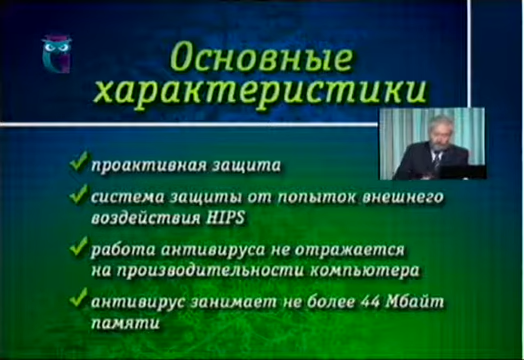 Основные
характеристики
проактивная защита
система защиты от попыток внешнего
воздействия HIPS
работа антивируса не отражается
на производительности компьютера
антивирус занимает не более 44 Мбайт
памяти